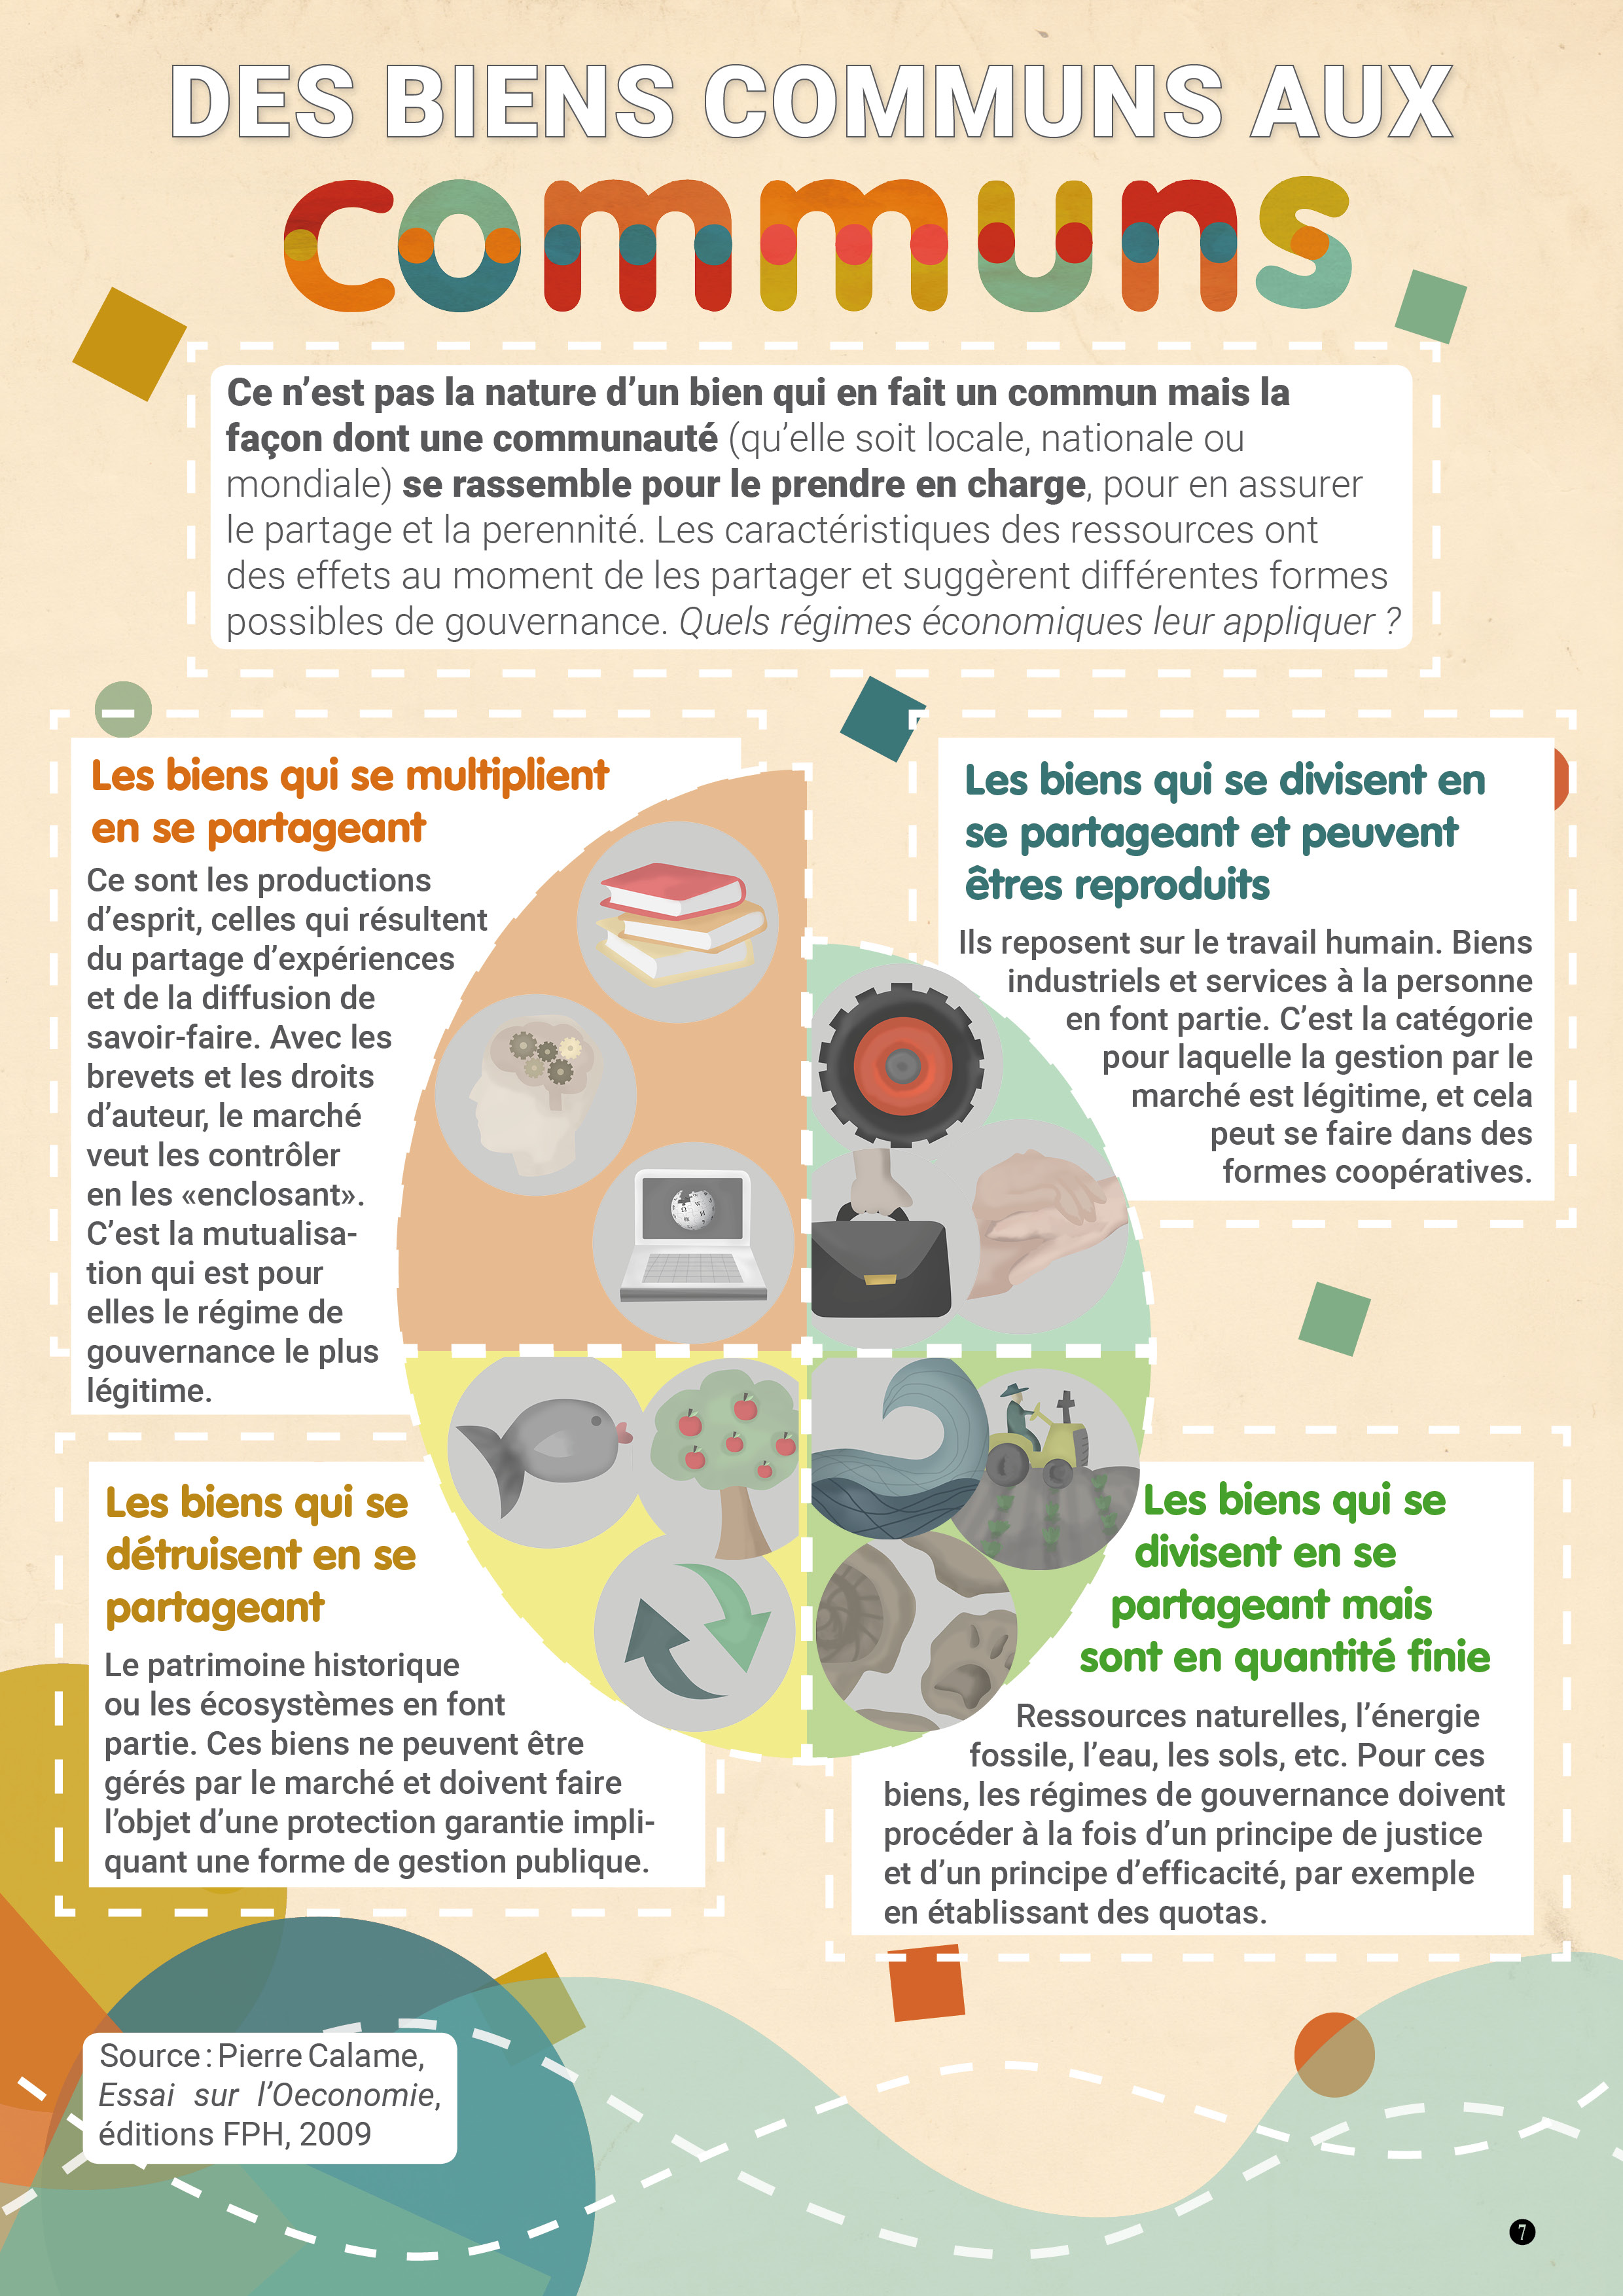 DES BIENS COMMUNS AUX
communs
Ce n’est pas la nature d’un bien qui en fait un commun mais la
façon dont une communauté (qu’elle soit locale, nationale ou
mondiale) se rassemble pour le prendre en charge, pour en assurer
le partage et la perennité. Les caractéristiques des ressources ont
des effets au moment de les partager et suggèrent différentes formes
possibles de gouvernance. Quels régimes économiques leur appliquer ?
Les biens qui se multiplient
en se partageant
Ce sont les productions
d’esprit, celles qui résultent
du partage d’expériences
et de la diffusion de
savoir-faire. Avec les
brevets et les droits
d’auteur, le marché
veut les contrôler
en les «enclosant».
C’est la mutualisa-
tion qui est pour
elles le régime de
gouvernance le plus
légitime.
Les biens qui se divisent en
se partageant et peuvent
êtres reproduits
Ils reposent sur le travail humain. Biens
industriels et services à la personne
en font partie. C’est la catégorie
pour laquelle la gestion par le
marché est légitime, et cela
peut se faire dans des
formes coopératives.
Les biens qui se
détruisent en se
partageant
Le patrimoine historique
ou les écosystèmes en font
partie. Ces biens ne peuvent être
gérés par le marché et doivent faire
l’objet d’une protection garantie impli-
quant une forme de gestion publique.
Les biens qui se
divisent en se
partageant mais
sont en quantité finie
Ressources naturelles, l’énergie
fossile, l’eau, les sols, etc. Pour ces
biens, les régimes de gouvernance doivent
procéder à la fois d’un principe de justice
et d’un principe d’efficacité, par exemple
en établissant des quotas.
Source : Pierre Calame,
Essai sur l’Oeconomie,
éditions FPH, 2009
7